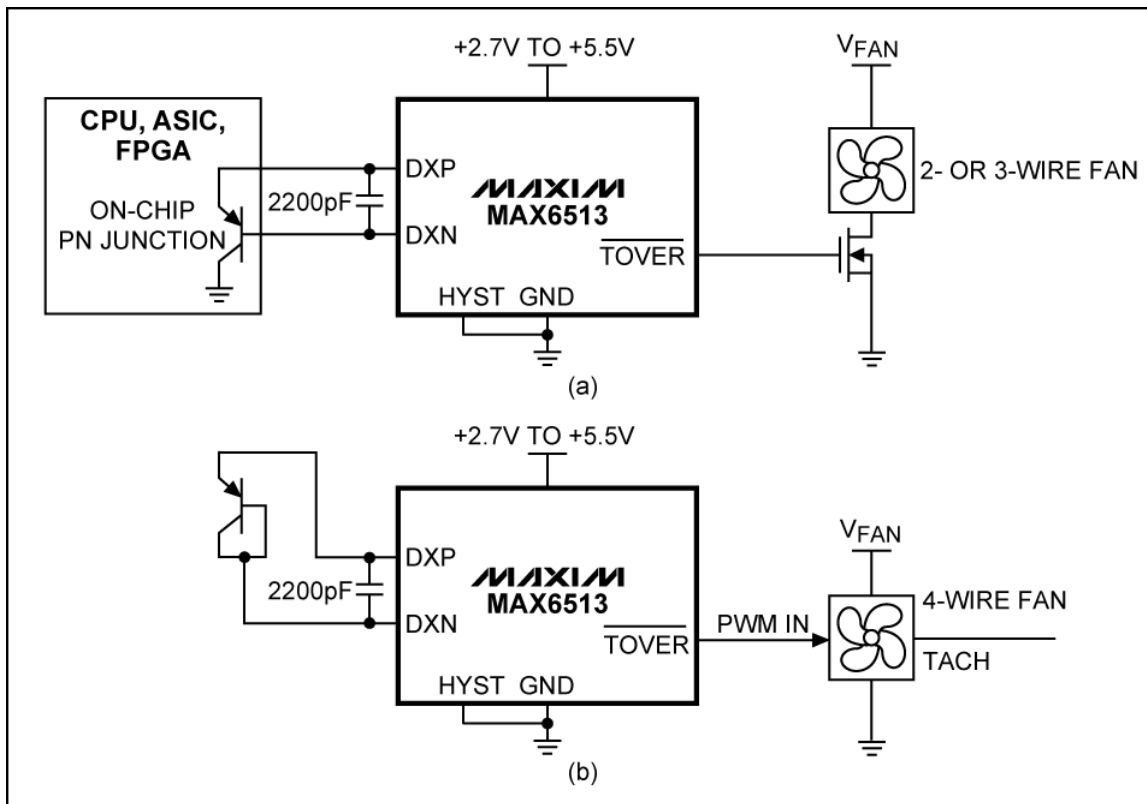 +2.7V TO +5.5V
VFAN
CPU, ASIC,
FPGA
ON-CHIP
PN JUNCTION
2200pF
DXP
DXN
MAXIM
MAX6513
TOVER
HYST GND
2- OR 3-WIRE FAN
(a)
+2.7V TO +5.5V
VFAN
2200pF
DXP
DXN
MAXIM
MAX6513
TOVER
HYST GND
PWM IN
4-WIRE FAN
TACH
(b)